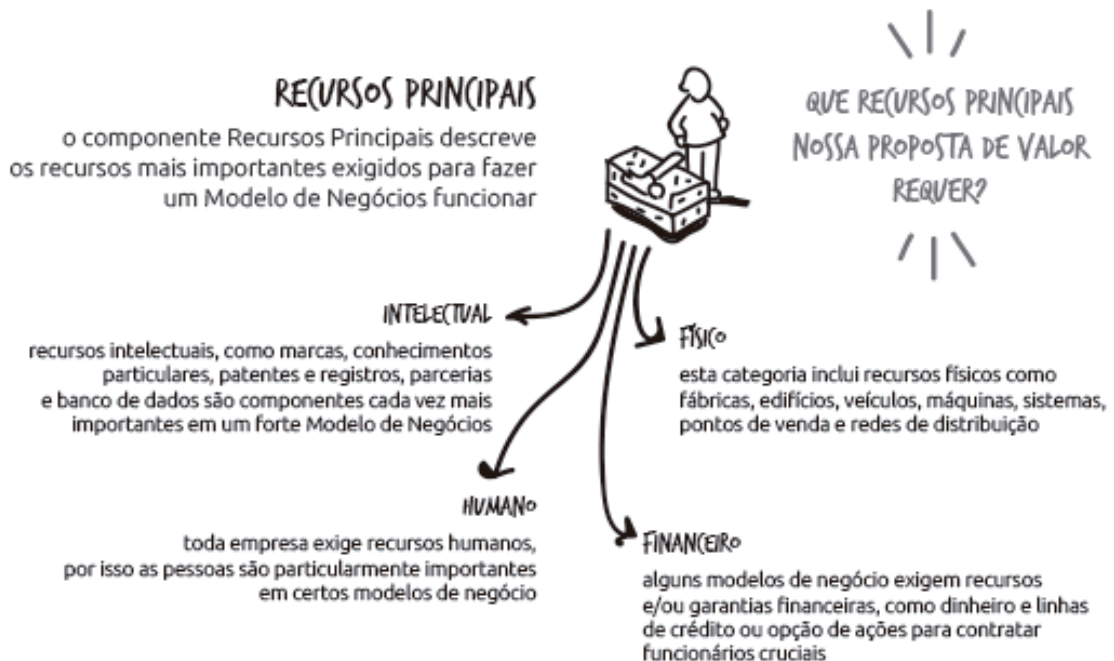 RECURSOS PRINCIPAIS
o componente Recursos Principais descreve
os recursos mais importantes exigidos para fazer
um Modelo de Negócios funcionar
QUE RECURSOS PRINCIPAIS
NOSSA PROPOSTA DE VALOR
REQUER?
INTELECTUAL
recursos intelectuais, como marcas, conhecimentos
particulares, patentes e registros, parcerias
e banco de dados são componentes cada vez mais
importantes em um forte Modelo de Negócios
FÍSICO
esta categoria inclui recursos físicos como
fábricas, edifícios, veículos, máquinas, sistemas,
pontos de venda e redes de distribuição
HUMANO
toda empresa exige recursos humanos,
por isso as pessoas são particularmente importantes
em certos modelos de negócio
FINANCEIRO
alguns modelos de negócio exigem recursos
e/ou garantias financeiras, como dinheiro e linhas
de crédito ou opção de ações para contratar
funcionários cruciais